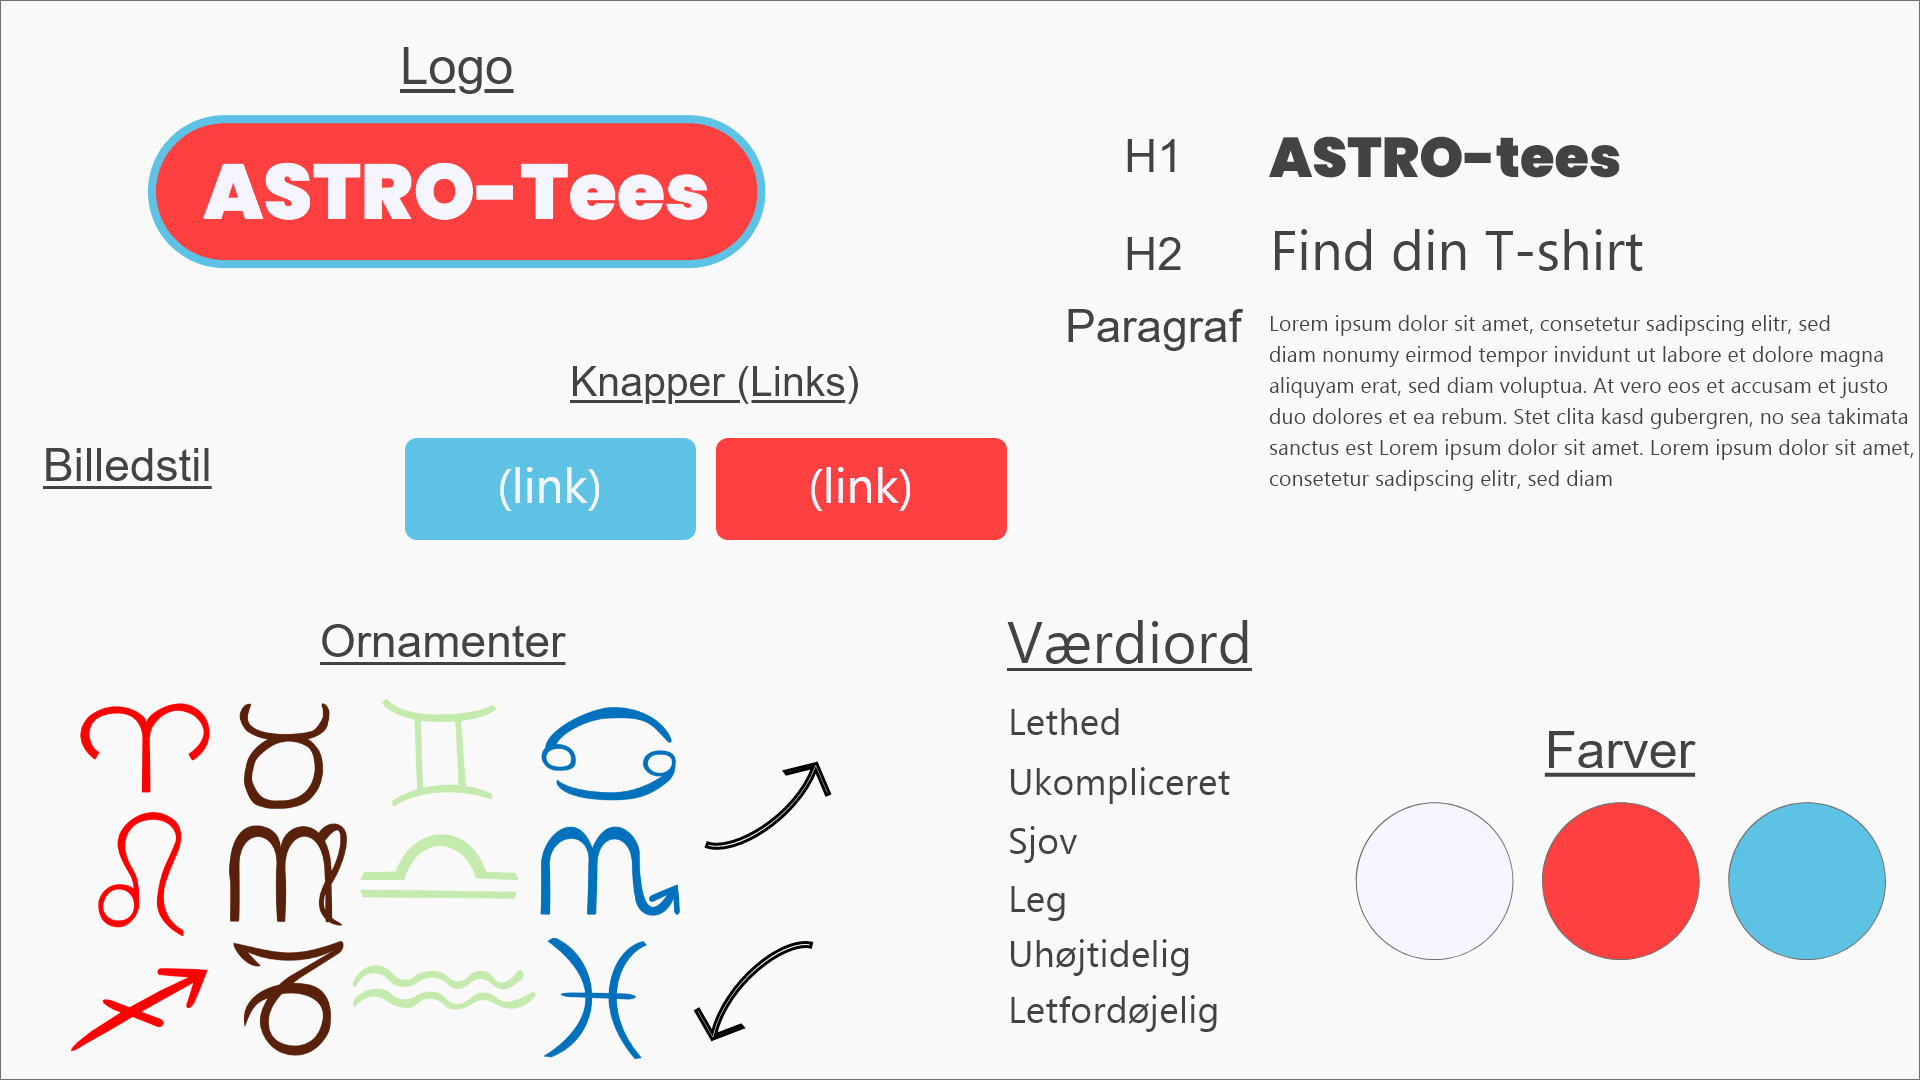 Logo
ASTRO-Tees
H1
ASTRO-tees
H2
Find din T-shirt
Paragraf
Lorem ipsum dolor sit amet, consetetur sadipscing elitr, sed
diam nonumy eirmod tempor invidunt ut labore et dolore magna
aliquyam erat, sed diam voluptua. At vero eos et accusam et justo
duo dolores et ea rebum. Stet clita kasd gubergren, no sea takimata
sanctus est Lorem ipsum dolor sit amet. Lorem ipsum dolor sit amet,
consetetur sadipscing elitr, sed diam
Knapper (Links)
(link)
(link)
Billedstil
Ornamenter
Værdiord
Lethed
Ukompliceret
Sjov
Leg
Uhøjtidelig
Letfordøjelig
Farver